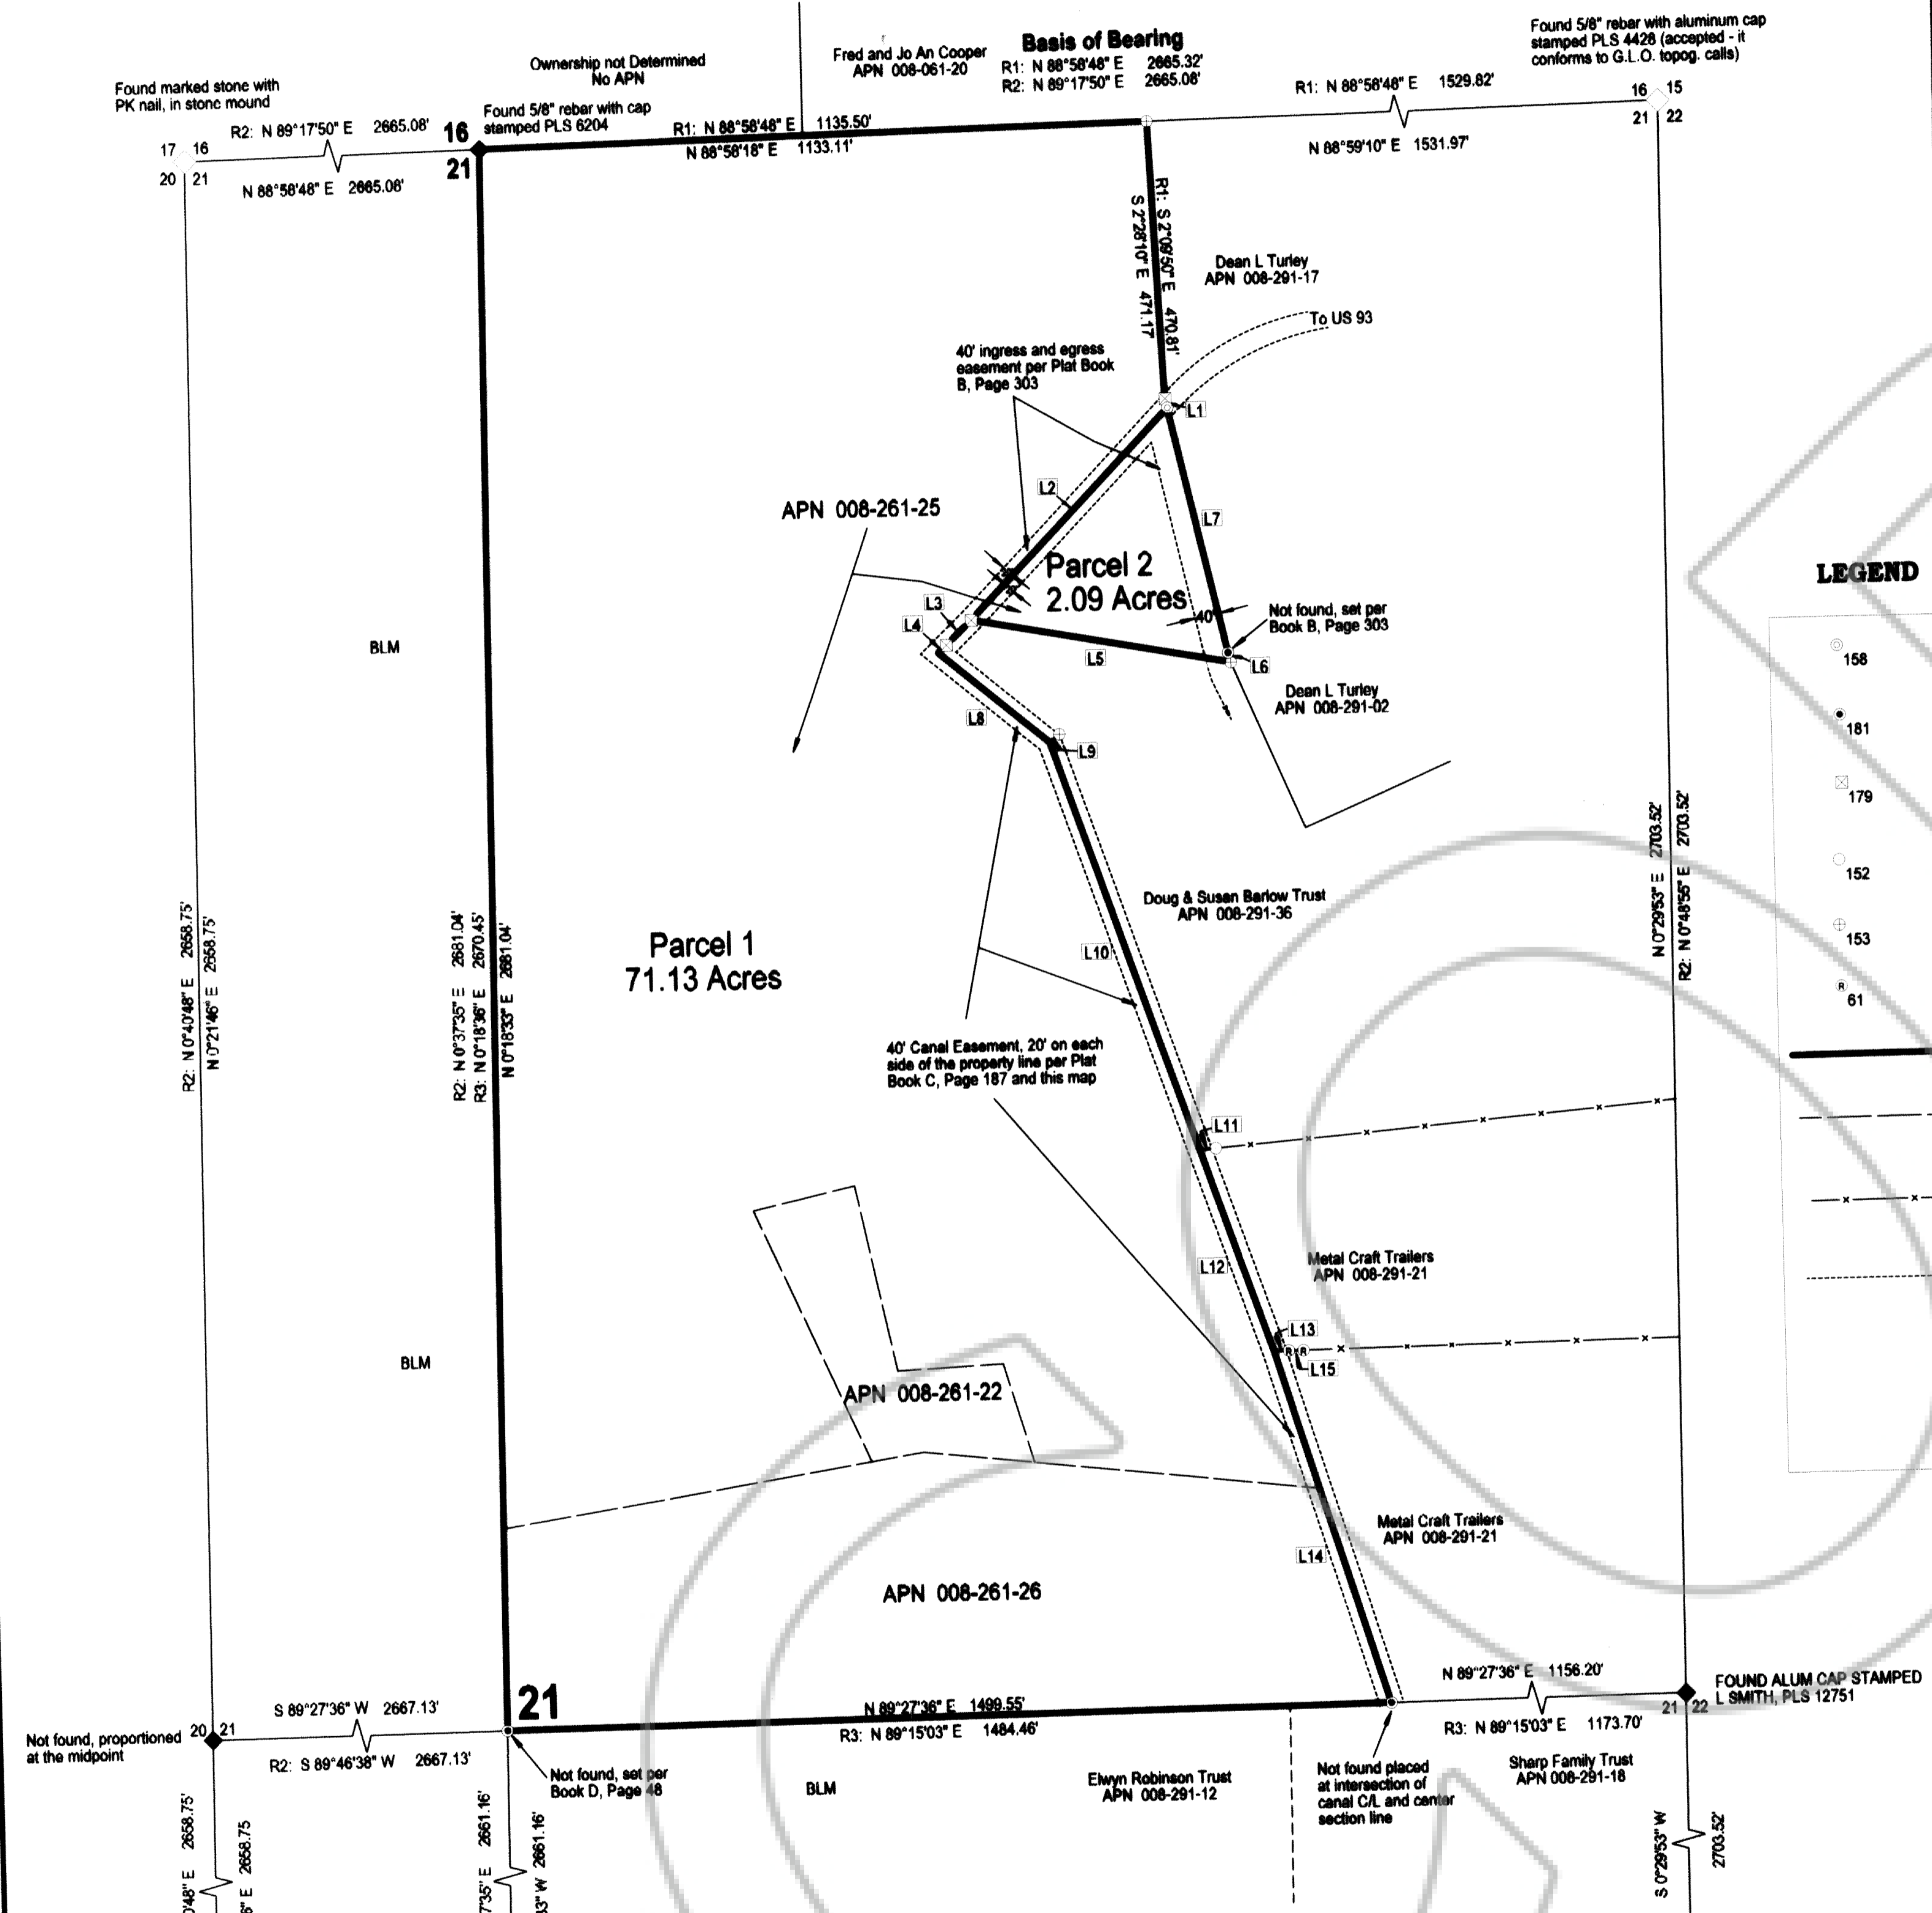 Found 5/8" rebar with aluminum cap
stamped PLS 4428 (accepted - it
conforms to G.L.O. topog. calls)
Basis of Bearing
R1: N 88°58'48" E 2665.32'
R2: N 89°17'50" E 2665.08'
Fred and Jo An Cooper
APN 008-061-20
Ownership not Determined
No APN
Found marked stone with
PK nail, in stone mound
Found 5/8" rebar with cap
stamped PLS 6204
R1: N 88°58'48" E 1529.82'
16 15
21 22
R2: N 89°17'50" E 2665.08'
16
21
R1: N 88°58'48" E 1135.50'
N 88°58'18" E 1133.11'
N 88°59'10" E 1531.97'
17 16
20 21
N 88°58'48" E 2665.08'
R1: S 2°09'50" E 470.81'
S 2°28'10" E 471.17'
Dean L Turley
APN 008-291-17
To US 93
40' ingress and egress
easement per Plat Book
B, Page 303
L1
L2
APN 008-261-25
L7
Parcel 2
2.09 Acres
LEGEND
L3
L4
40'
Not found, set per
Book B, Page 303
BLM
L5
L6
158
Dean L Turley
APN 008-291-02
L8
L9
181
179
N 0°29'53" E 2703.52'
R2: N 0°48'55" E 2703.52'
152
Doug & Susan Barlow Trust
APN 008-291-36
153
R
61
Parcel 1
71.13 Acres
L10
R2: N 0°40'48" E 2658.75'
N 0°21'46" E 2658.75'
R2: N 0°37'35" E 2681.04'
R3: N 0°18'36" E 2670.45'
N 0°18'33" E 2681.04'
40' Canal Easement, 20' on each
side of the property line per Plat
Book C, Page 187 and this map
L11
L12
Metal Craft Trailers
APN 008-291-21
L13
R R
L15
BLM
APN 008-261-22
Metal Craft Trailers
APN 008-291-21
L14
APN 008-261-26
N 89°27'36" E 1156.20'
FOUND ALUM CAP STAMPED
L SMITH, PLS 12751
21 22
R3: N 89°15'03" E 1173.70'
21
N 89°27'36" E 1499.55'
R3: N 89°15'03" E 1484.46'
S 89°27'36" W 2667.13'
20 21
Not found, proportioned
at the midpoint
R2: S 89°46'38" W 2667.13'
Not found, set per
Book D, Page 48
BLM
Elwyn Robinson Trust
APN 008-291-12
Not found placed
at intersection of
canal C/L and center
section line
Sharp Family Trust
APN 008-291-18
0'48" E 2658.75'
6" E 2658.75
7'35" E 2661.16'
33" W 2661.16'
S 0°29'53" W
2703.52'